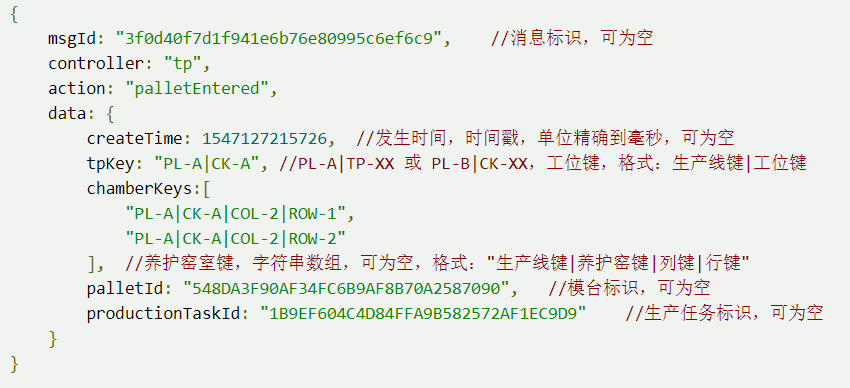 {
    msgId: "3f0d40f7d1f941e6b76e80995c6ef6c9",    //消息标识，可为空
    controller: "tp",
    action: "palletEntered",
    data: {
        createTime: 1547127215726,  //发生时间，时间戳，单位精确到毫秒，可为空
        tpKey: "PL-A|CK-A", //PL-A|TP-XX 或 PL-B|CK-XX，工位键，格式：生产线键|工位键
        chamberKeys:[
            "PL-A|CK-A|COL-2|ROW-1",
            "PL-A|CK-A|COL-2|ROW-2"
        ],  //养护窑室键，字符串数组，可为空，格式："生产线键|养护窑键|列键|行键"
        palletId: "548DA3F90AF34FC6B9AF8B70A2587090",   //模台标识，可为空
        productionTaskId: "1B9EF604C4D84FFA9B582572AF1EC9D9"    //生产任务标识，可为空
    }
}